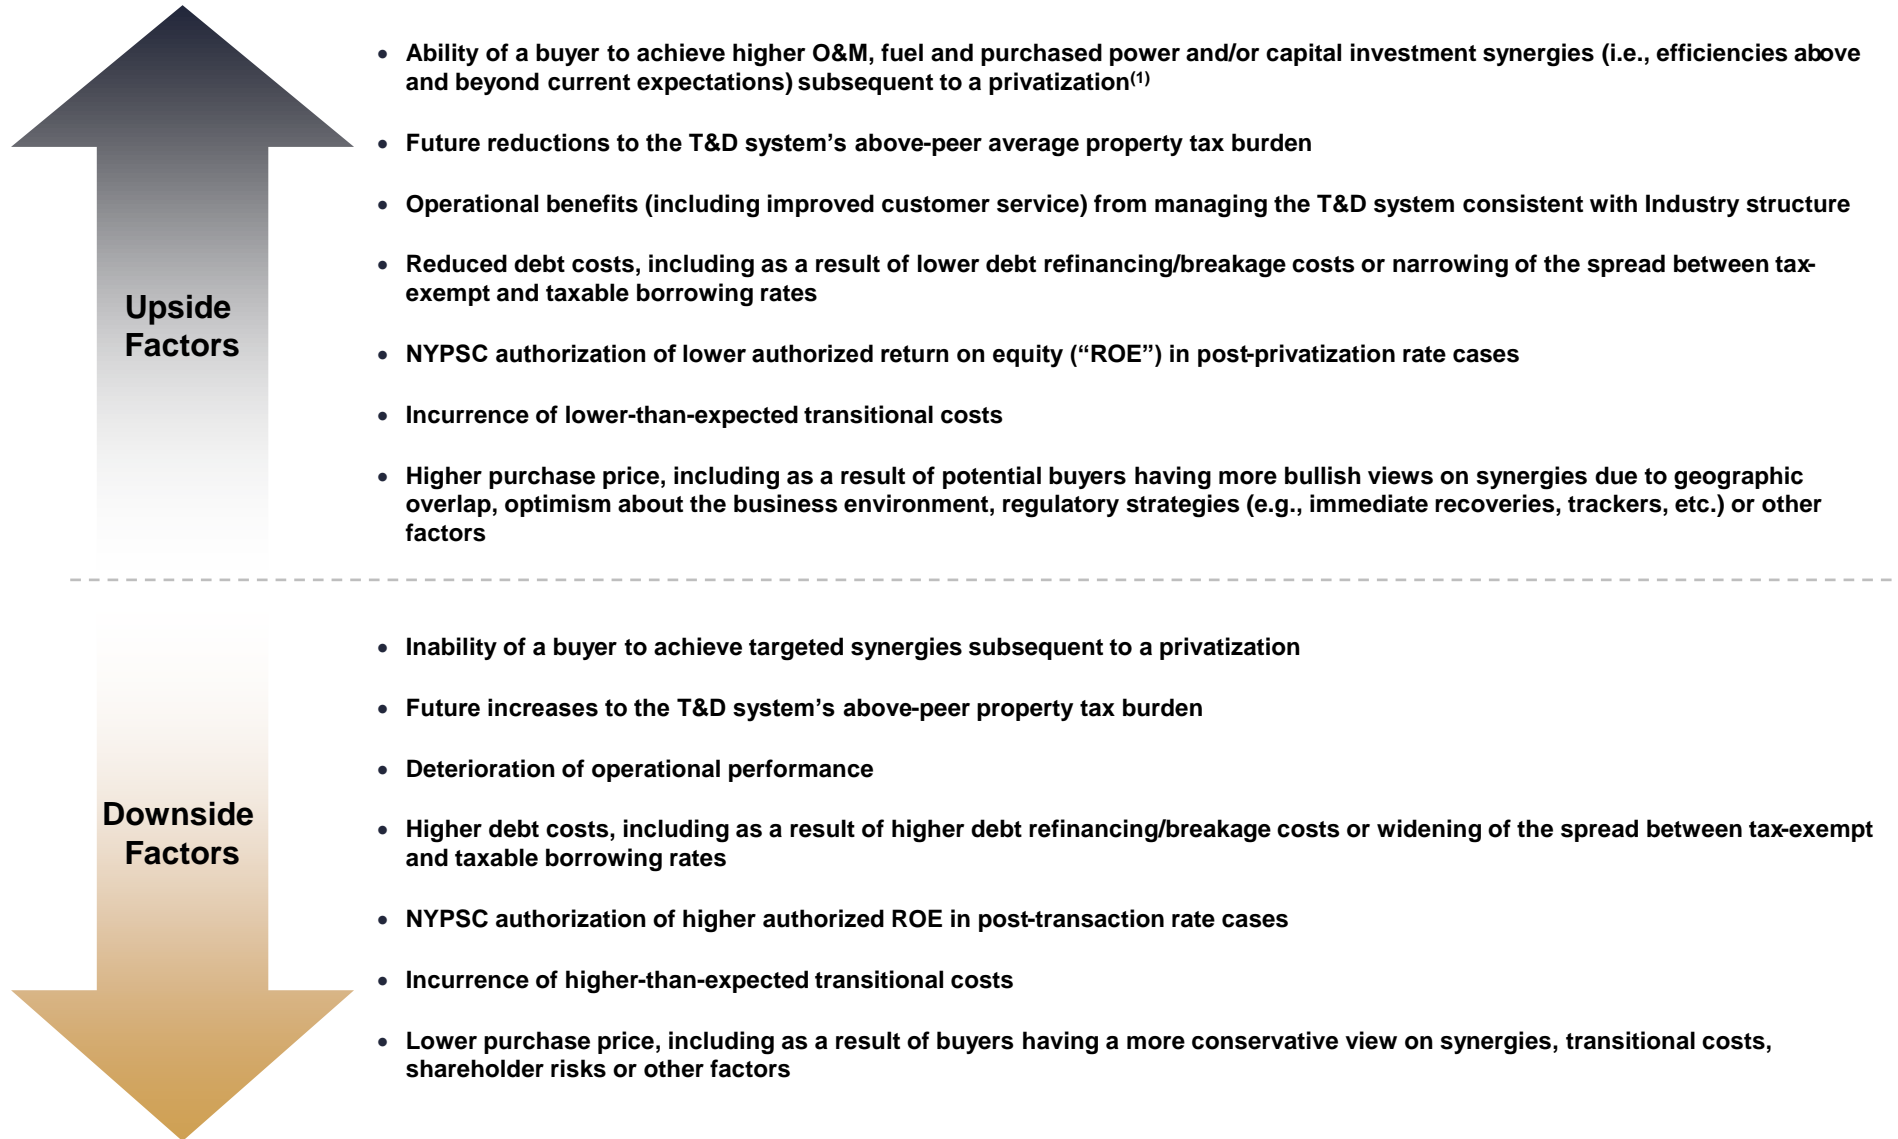 • Ability of a buyer to achieve higher O&M, fuel and purchased power and/or capital investment synergies (i.e., efficiencies above
and beyond current expectations) subsequent to a privatization(1)
• Future reductions to the T&D system’s above-peer average property tax burden
• Operational benefits (including improved customer service) from managing the T&D system consistent with Industry structure
• Reduced debt costs, including as a result of lower debt refinancing/breakage costs or narrowing of the spread between tax-
exempt and taxable borrowing rates
Upside
Factors
• NYPSC authorization of lower authorized return on equity (“ROE”) in post-privatization rate cases
• Incurrence of lower-than-expected transitional costs
• Higher purchase price, including as a result of potential buyers having more bullish views on synergies due to geographic
overlap, optimism about the business environment, regulatory strategies (e.g., immediate recoveries, trackers, etc.) or other
factors
• Inability of a buyer to achieve targeted synergies subsequent to a privatization
• Future increases to the T&D system’s above-peer property tax burden
• Deterioration of operational performance
Downside
Factors
• Higher debt costs, including as a result of higher debt refinancing/breakage costs or widening of the spread between tax-exempt
and taxable borrowing rates
• NYPSC authorization of higher authorized ROE in post-transaction rate cases
• Incurrence of higher-than-expected transitional costs
• Lower purchase price, including as a result of buyers having a more conservative view on synergies, transitional costs,
shareholder risks or other factors